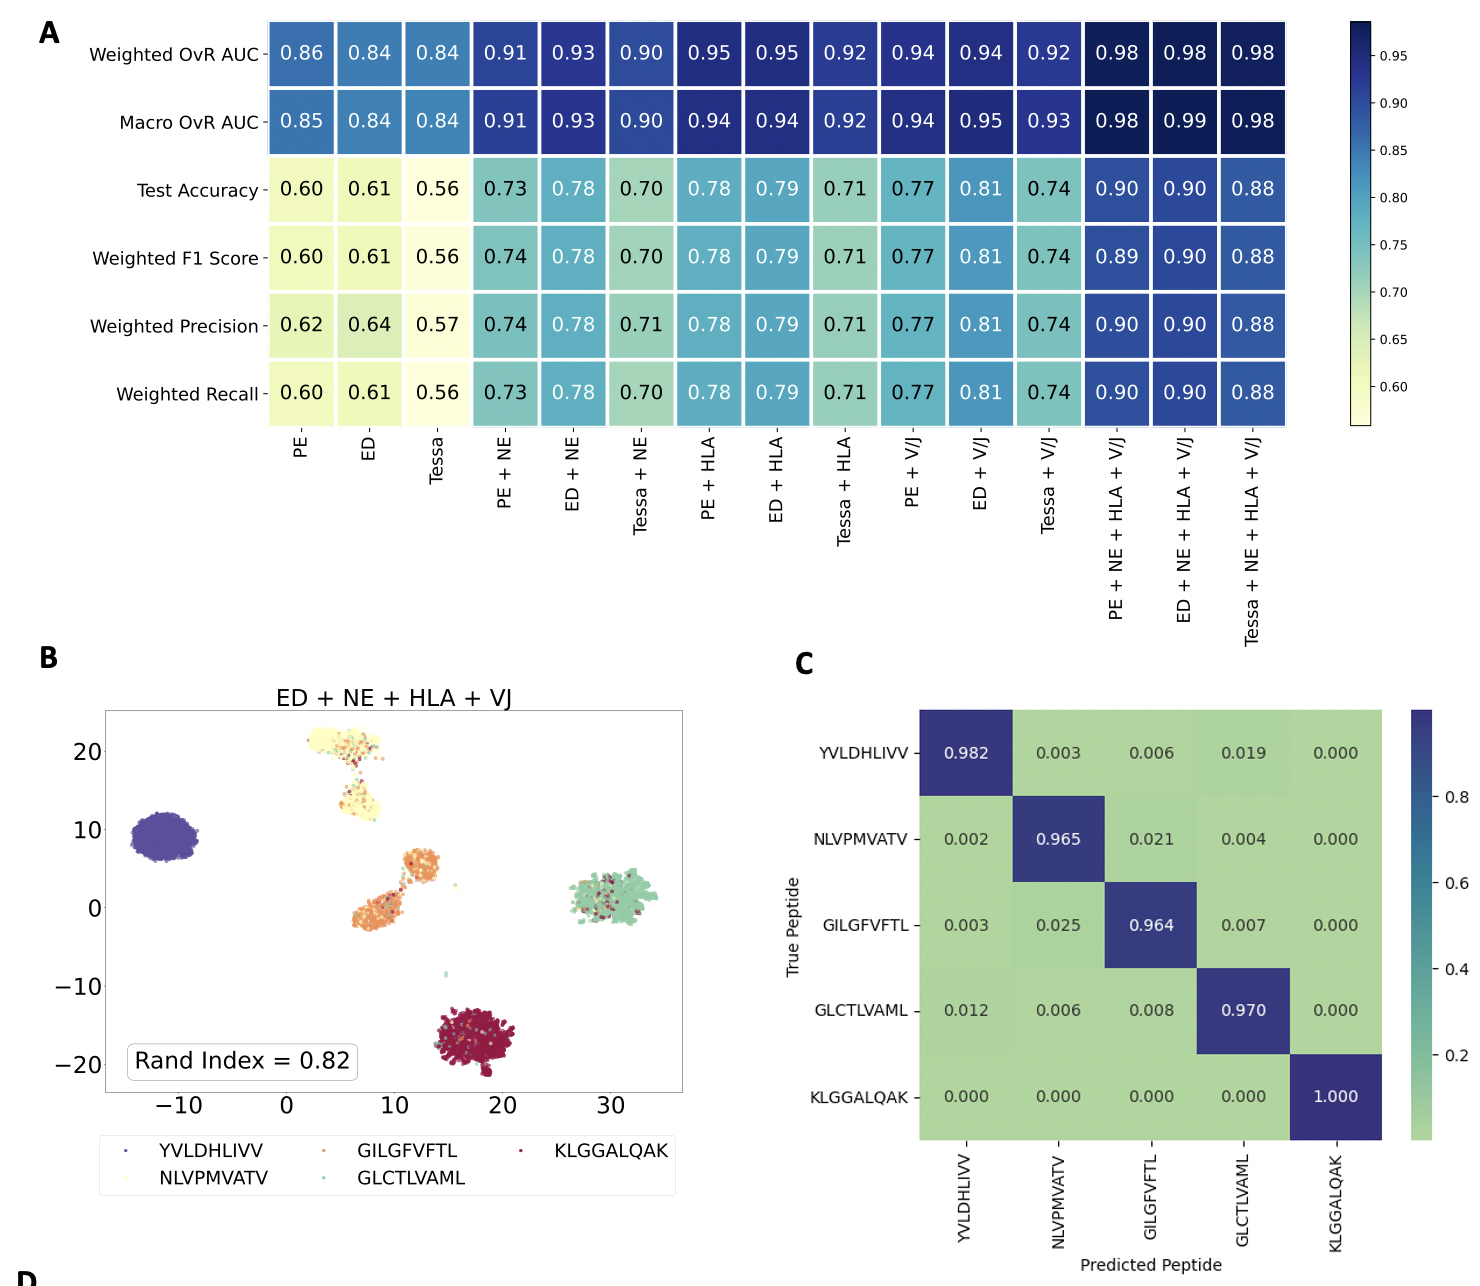 A
Weighted OvR AUC 0.86 0.84 0.84 0.91 0.93 0.90 0.95 0.95 0.92 0.94 0.94 0.92 0.98 0.98 0.98
Macro OvR AUC 0.85 0.84 0.84 0.91 0.93 0.90 0.94 0.94 0.92 0.94 0.95 0.93 0.98 0.99 0.98
Test Accuracy 0.60 0.61 0.56 0.73 0.78 0.70 0.78 0.79 0.71 0.77 0.81 0.74 0.90 0.90 0.88
Weighted F1 Score 0.60 0.61 0.56 0.74 0.78 0.70 0.78 0.79 0.71 0.77 0.81 0.74 0.89 0.90 0.88
Weighted Precision 0.62 0.64 0.57 0.74 0.78 0.71 0.78 0.79 0.71 0.77 0.81 0.74 0.90 0.90 0.88
Weighted Recall 0.60 0.61 0.56 0.73 0.78 0.70 0.78 0.79 0.71 0.77 0.81 0.74 0.90 0.90 0.88
PE
ED
Tessa
PE + NE
ED + NE
Tessa + NE
PE + HLA
ED + HLA
Tessa + HLA
PE + V/J
ED + V/J
Tessa + V/J
PE + NE + HLA + V/J
ED + NE + HLA + V/J
Tessa + NE + HLA + V/J
0.95
0.90
0.85
0.80
0.75
0.70
0.65
0.60
B
ED + NE + HLA + VJ
20
10
0
−10
−20
Rand Index = 0.82
−10 0 10 20 30
YVLDHLIVV GILGFVFTL KLGGALQAK
NLVPMVATV GLCTLVAML
C
True Peptide
YVLDHLIVV 0.982 0.003 0.006 0.019 0.000
NLVPMVATV 0.002 0.965 0.021 0.004 0.000
GILGFVFTL 0.003 0.025 0.964 0.007 0.000
GLCTLVAML 0.012 0.006 0.008 0.970 0.000
KLGGALQAK 0.000 0.000 0.000 0.000 1.000
YVLDHLIVV
NLVPMVATV
GILGFVFTL
GLCTLVAML
KLGGALQAK
Predicted Peptide
0.8
0.6
0.4
0.2
D